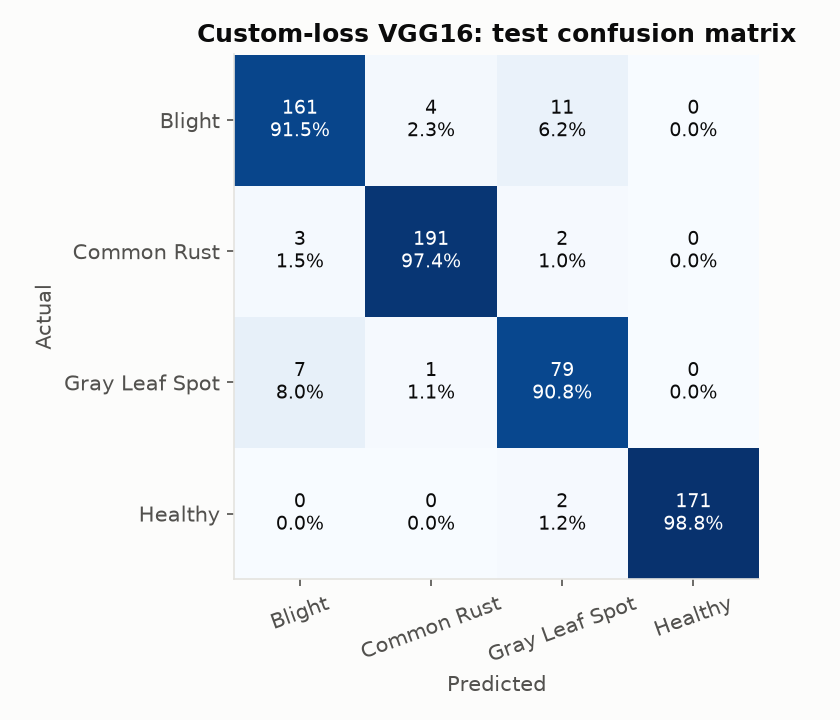 Custom-loss VGG16: test confusion matrix
Actual
Blight
161
91.5%
4
2.3%
11
6.2%
0
0.0%
Common Rust
3
1.5%
191
97.4%
2
1.0%
0
0.0%
Gray Leaf Spot
7
8.0%
1
1.1%
79
90.8%
0
0.0%
Healthy
0
0.0%
0
0.0%
2
1.2%
171
98.8%
Blight
Common Rust
Gray Leaf Spot
Healthy
Predicted